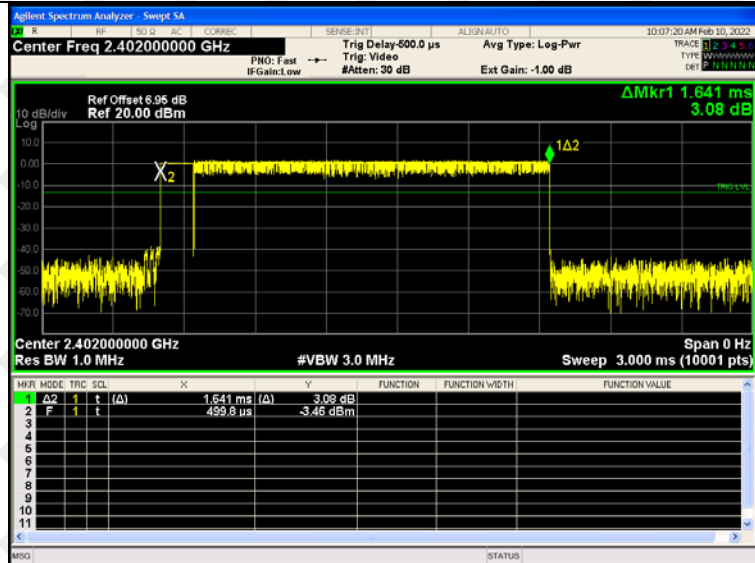 Agilent Spectrum Analyzer - Swept SA
R RF 50 Ω AC CORREC SENSE:INT ALIGNAUTO 10:07:20 AM Feb 10, 2022
Center Freq 2.402000000 GHz
PNO: Fast
IFGain:Low
Trig Delay-500.0 µs
Trig: Video
#Atten: 30 dB
Avg Type: Log-Pwr
Ext Gain: -1.00 dB
TRACE 1 2 3 4 5 6
TYPE
DET P N N N N N
ΔMkr1 1.641 ms
3.08 dB
Ref Offset 6.95 dB
10 dB/div Ref 20.00 dBm
Log
10.0
0.00
-10.0
-20.0
-30.0
-40.0
-50.0
-60.0
-70.0
X2
1Δ2
TRIG LVL
Center 2.402000000 GHz Span 0 Hz
Res BW 1.0 MHz #VBW 3.0 MHz Sweep 3.000 ms (10001 pts)
MKR MODE TRC SCL X Y FUNCTION FUNCTION WIDTH FUNCTION VALUE
1 Δ2 1 t (Δ) 1.641 ms (Δ) 3.08 dB
2 F 1 t 499.8 µs -3.46 dBm
3
4
5
6
7
8
9
10
11
MSG STATUS